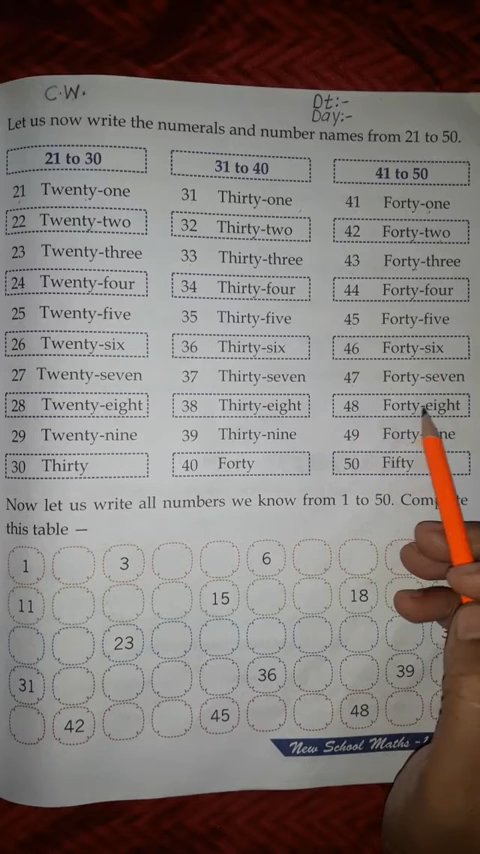 C.W.
Dt:-
Day:-
Let us now write the numerals and number names from 21 to 50.
21 to 30
21 Twenty-one
22 Twenty-two
23 Twenty-three
24 Twenty-four
25 Twenty-five
26 Twenty-six
27 Twenty-seven
28 Twenty-eight
29 Twenty-nine
30 Thirty
31 to 40
31 Thirty-one
32 Thirty-two
33 Thirty-three
34 Thirty-four
35 Thirty-five
36 Thirty-six
37 Thirty-seven
38 Thirty-eight
39 Thirty-nine
40 Forty
41 to 50
41 Forty-one
42 Forty-two
43 Forty-three
44 Forty-four
45 Forty-five
46 Forty-six
47 Forty-seven
48 Forty-eight
49
50 Fifty
Now let us write all numbers we know from 1 to 50.
this table —
1 3 6
11 15 18
23
31 36 39
42 45 48
New School Maths -